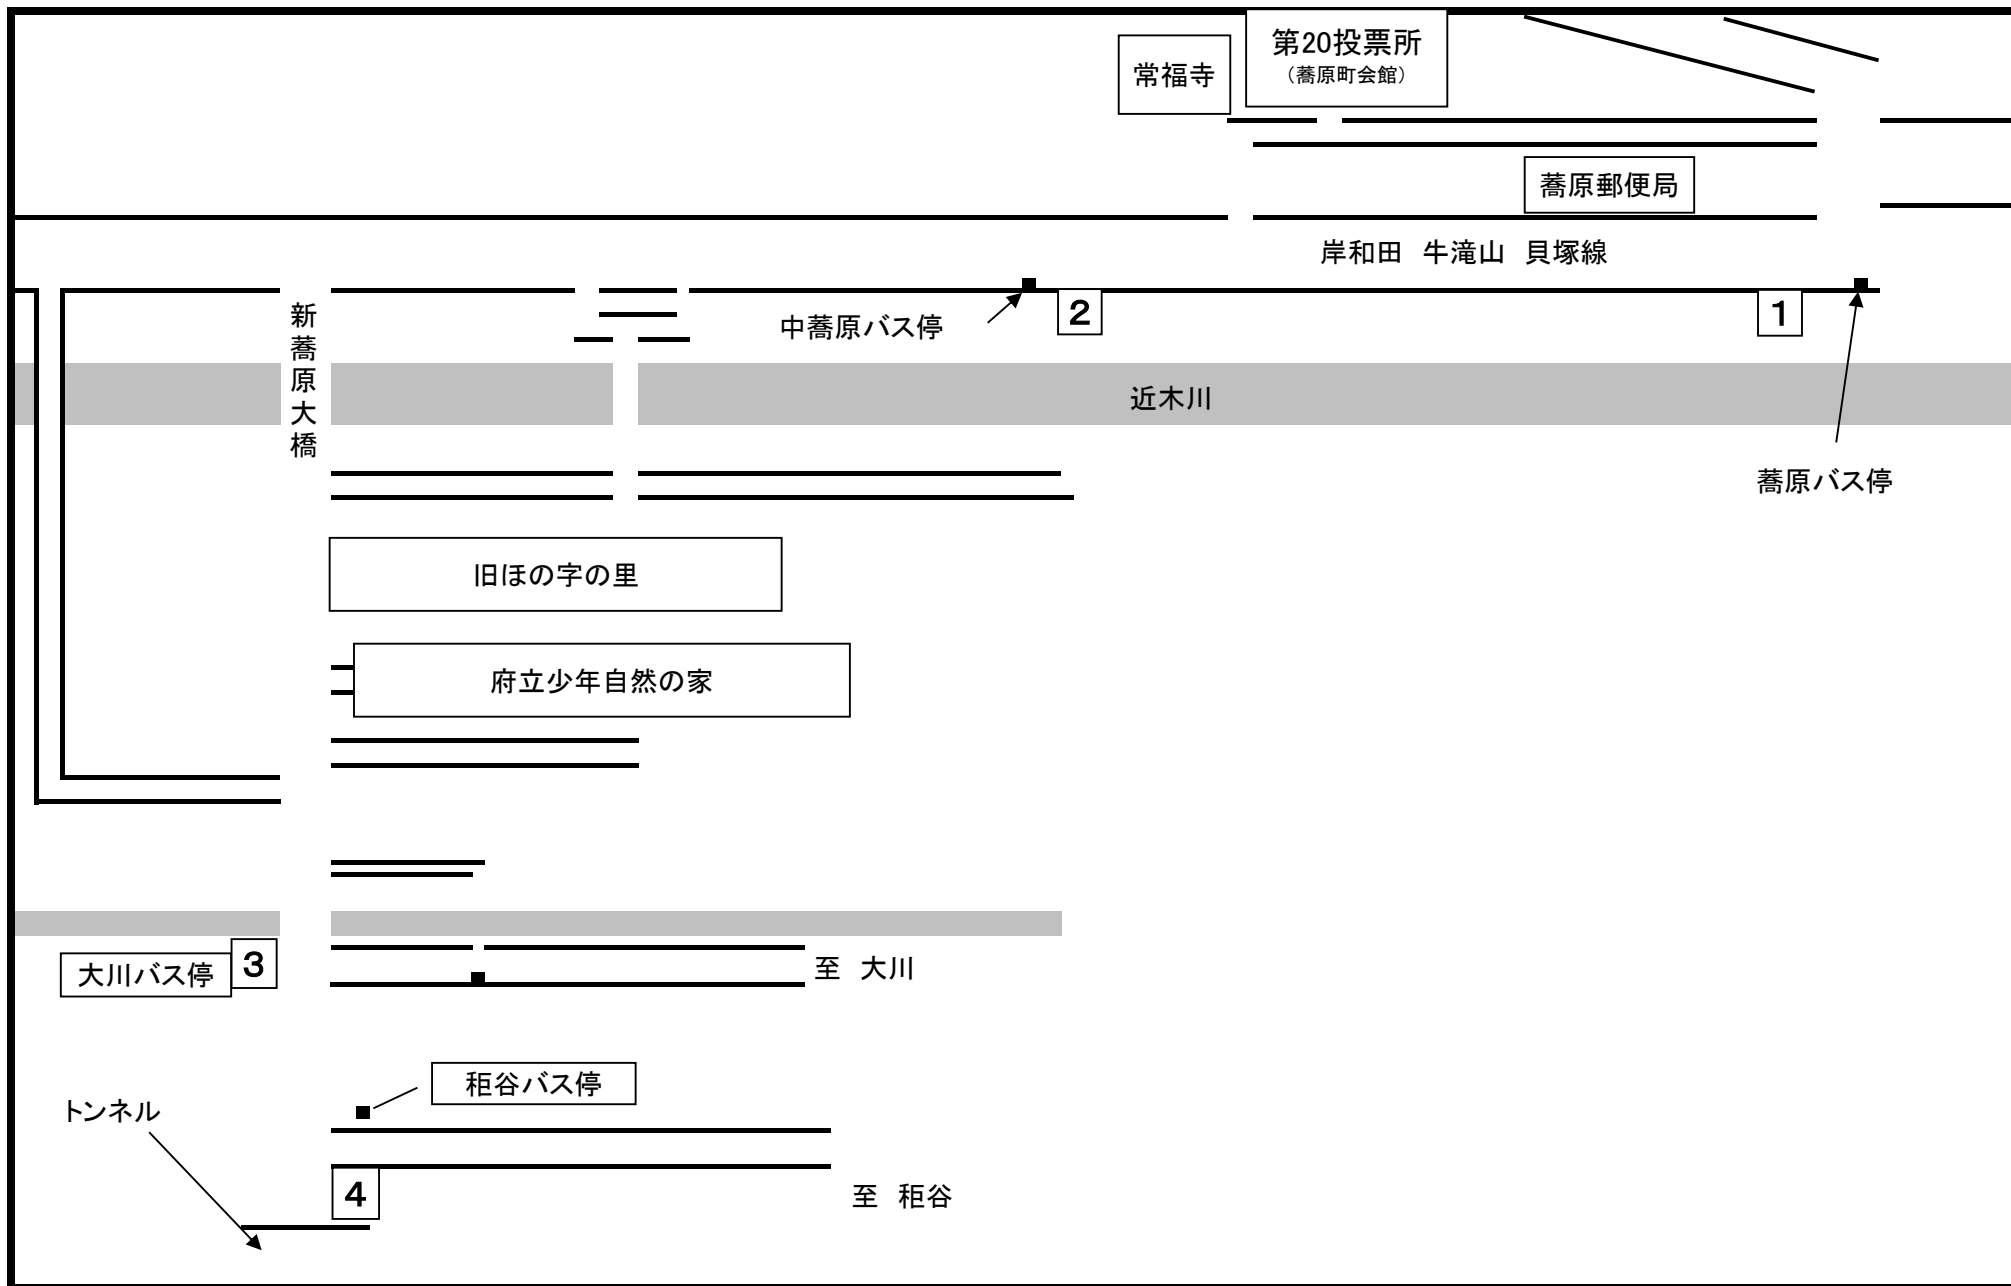 第20投票所
（蕎原町会館）
常福寺
蕎原郵便局
岸和田　牛滝山　貝塚線
新蕎原大橋
中蕎原バス停
2
1
近木川
蕎原バス停
旧ほの字の里
府立少年自然の家
大川バス停
3
至　大川
秬谷バス停
トンネル
4
至　秬谷